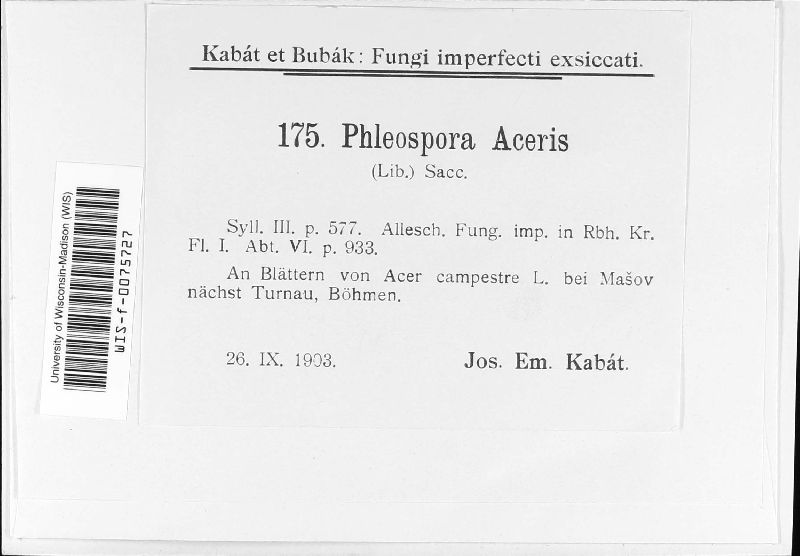 Kabát et Bubák: Fungi imperfecti exsiccati.
175. Phleospora Aceris
(Lib.) Sacc.
Syll. III. p. 577. Allesch. Fung. imp. in Rbh. Kr.
Fl. I. Abt. VI. p. 933.
An Blättern von Acer campestre L. bei Mašov
nächst Turnau, Böhmen.
26. IX. 1903.
Jos. Em. Kabát.
University of Wisconsin-Madison (WIS)
WIS-f-0075727